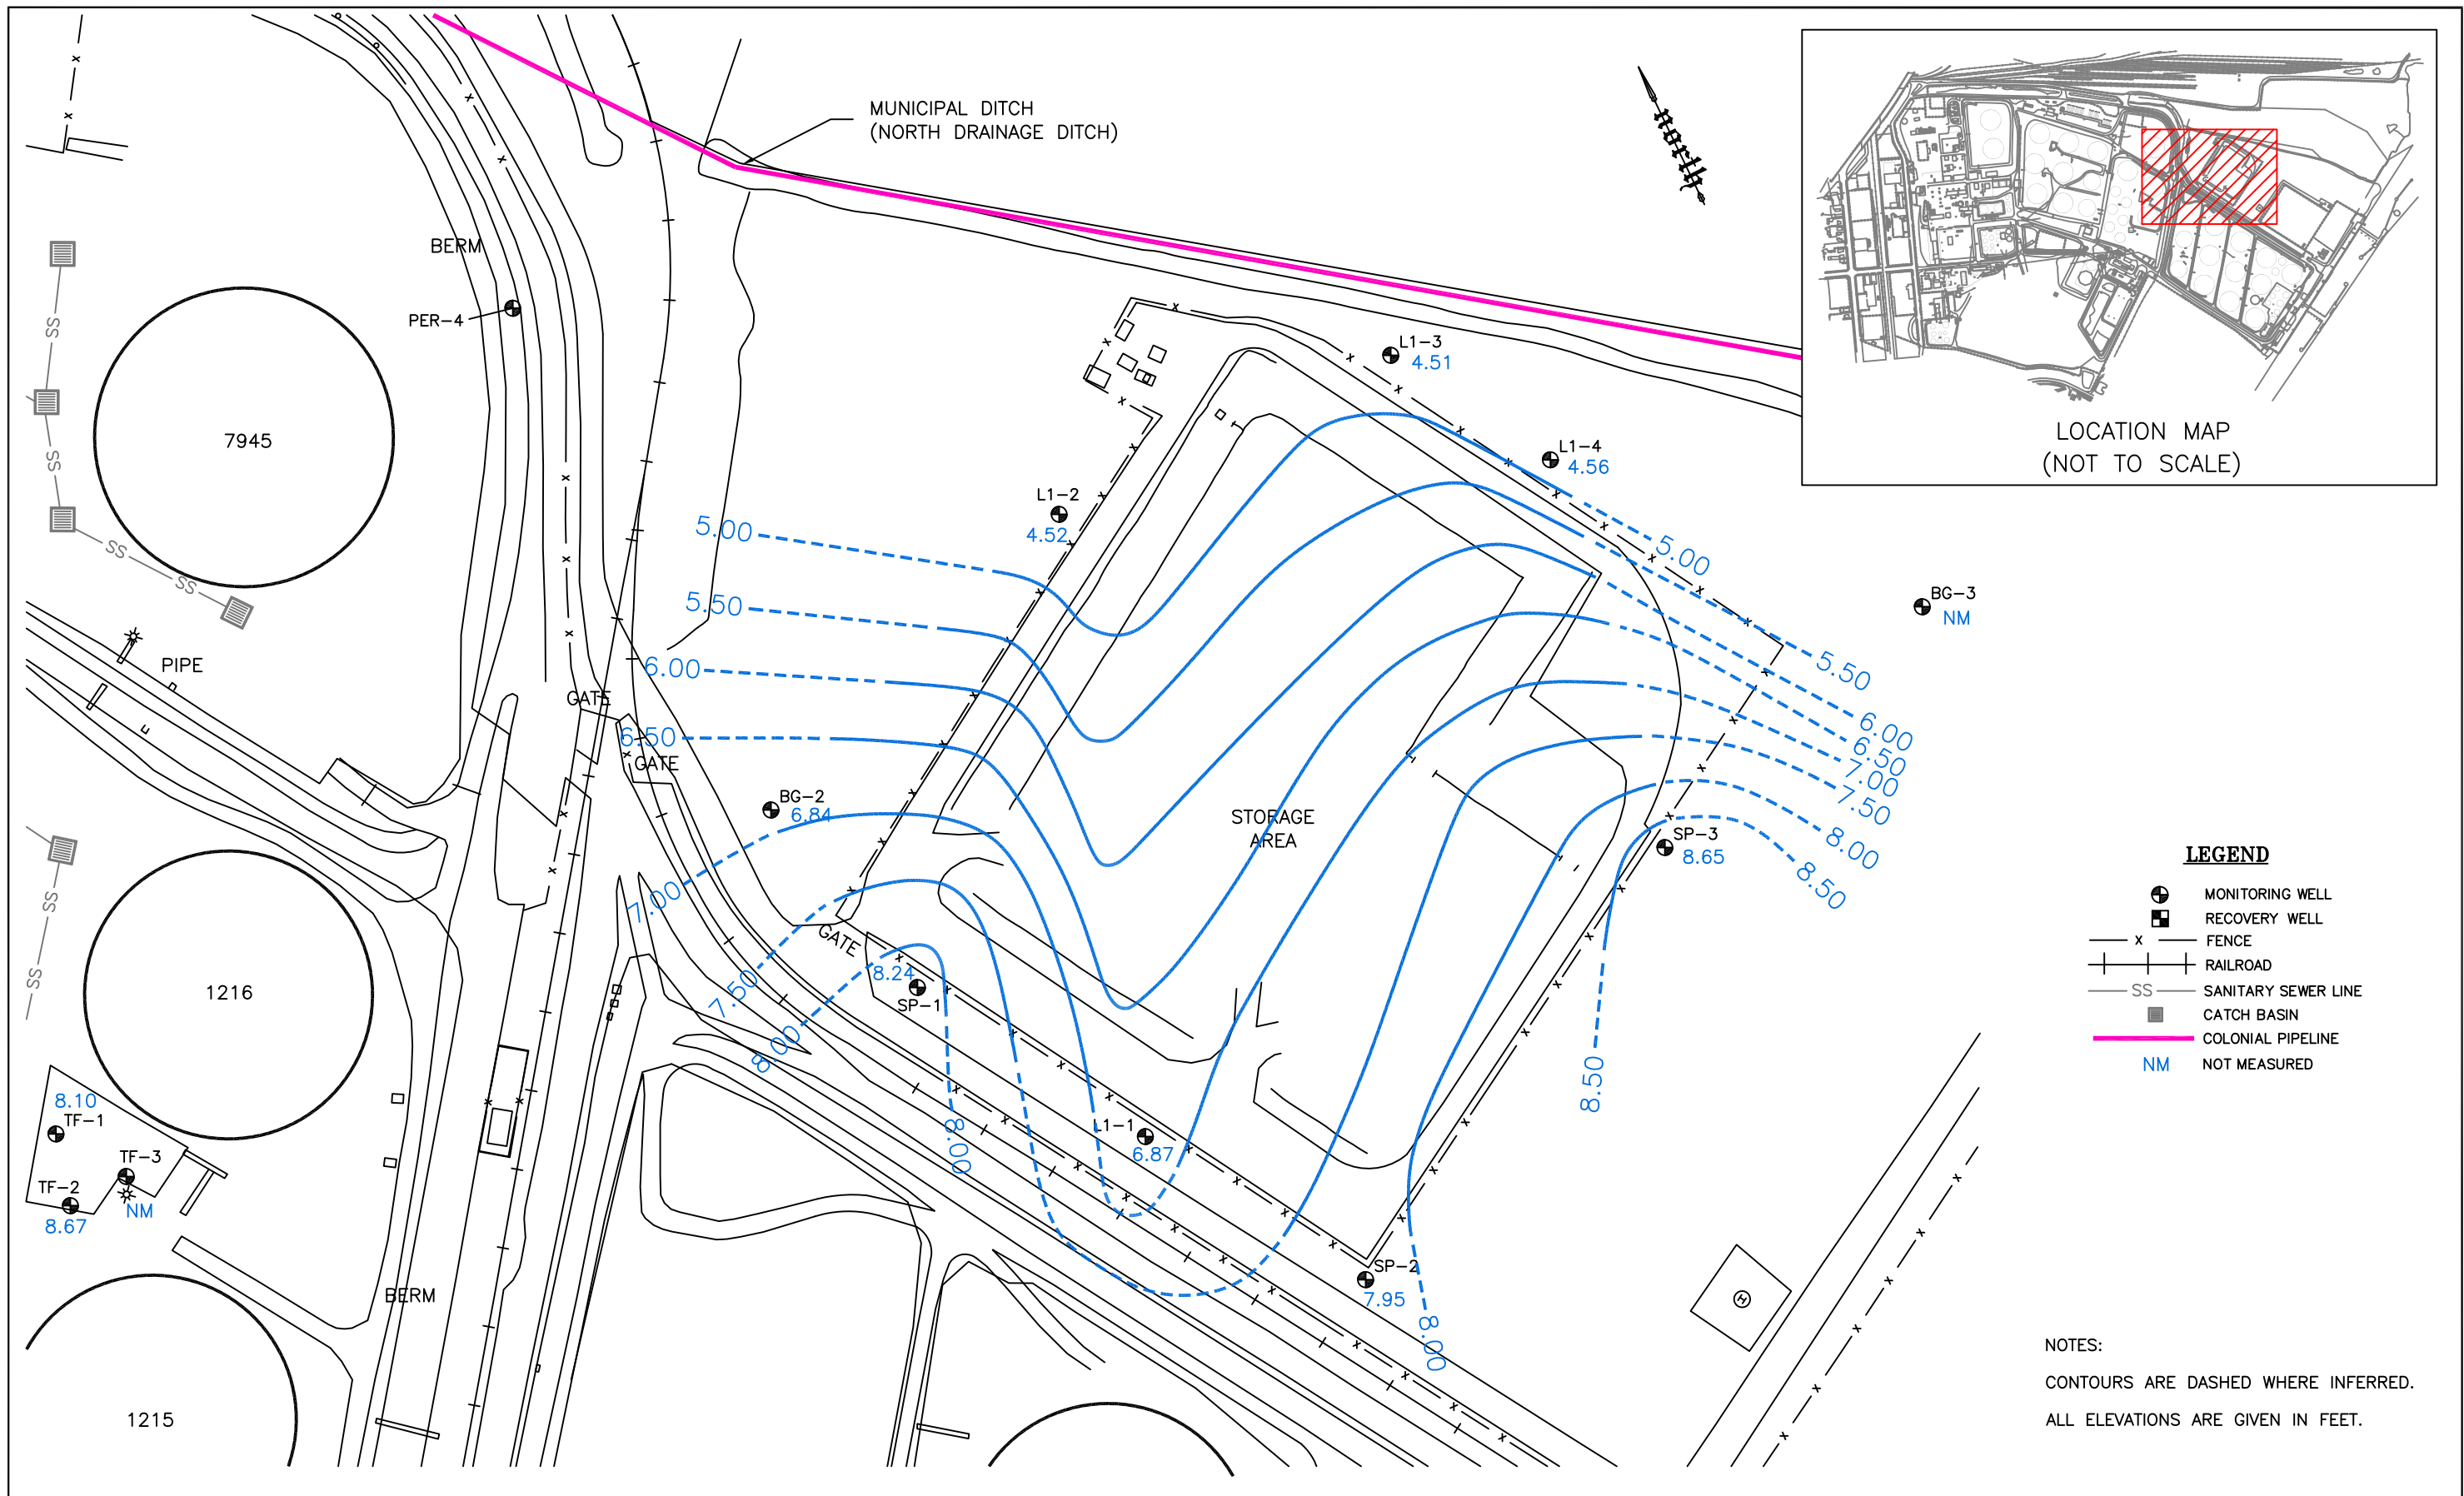 MUNICIPAL DITCH
(NORTH DRAINAGE DITCH)
north
LOCATION MAP
(NOT TO SCALE)
BERM
PER-4
7945
SS
SS
SS
SS
L1-3
4.51
L1-4
4.56
L1-2
4.52
5.00
5.00
BG-3
NM
5.50
5.50
PIPE
6.00
6.00
GATE
6.50
6.50
GATE
7.00
7.50
BG-2
6.84
STORAGE
AREA
SP-3
8.65
8.00
8.50
7.00
GATE
8.24
SP-1
7.50
8.00
SS
SS
1216
8.10
TF-1
TF-3
NM
TF-2
8.67
8.00
L1-1
6.87
8.50
SP-2
7.95
8.00
BERM
1215
H
LEGEND
MONITORING WELL
RECOVERY WELL
x FENCE
RAILROAD
SS SANITARY SEWER LINE
CATCH BASIN
COLONIAL PIPELINE
NM NOT MEASURED
NOTES:
CONTOURS ARE DASHED WHERE INFERRED.
ALL ELEVATIONS ARE GIVEN IN FEET.